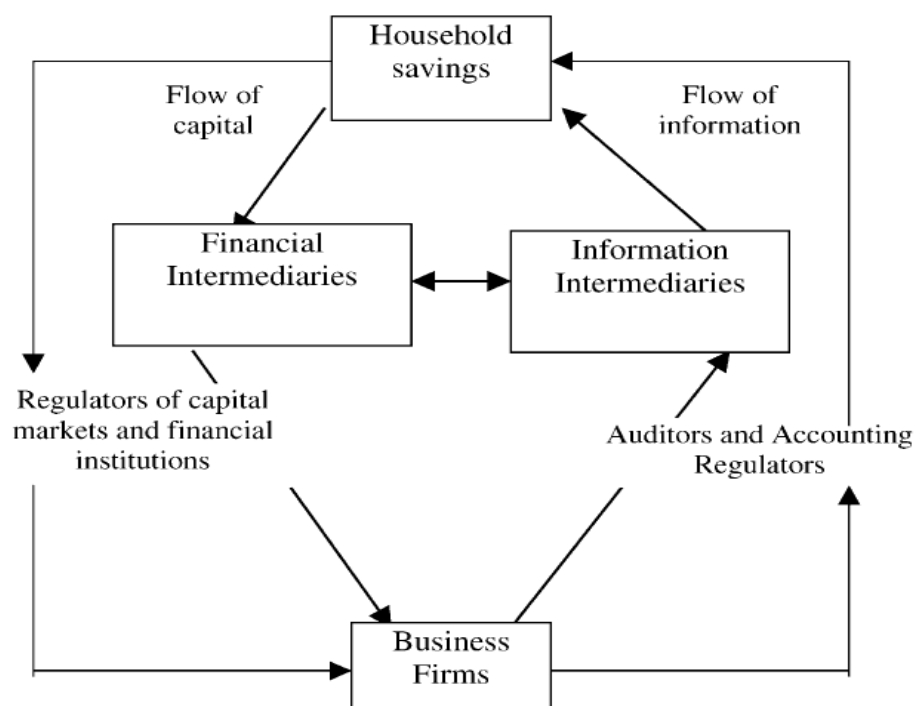 Household
savings
Flow of
capital
Flow of
information
Financial
Intermediaries
Information
Intermediaries
Regulators of capital
markets and financial
institutions
Auditors and Accounting
Regulators
Business
Firms